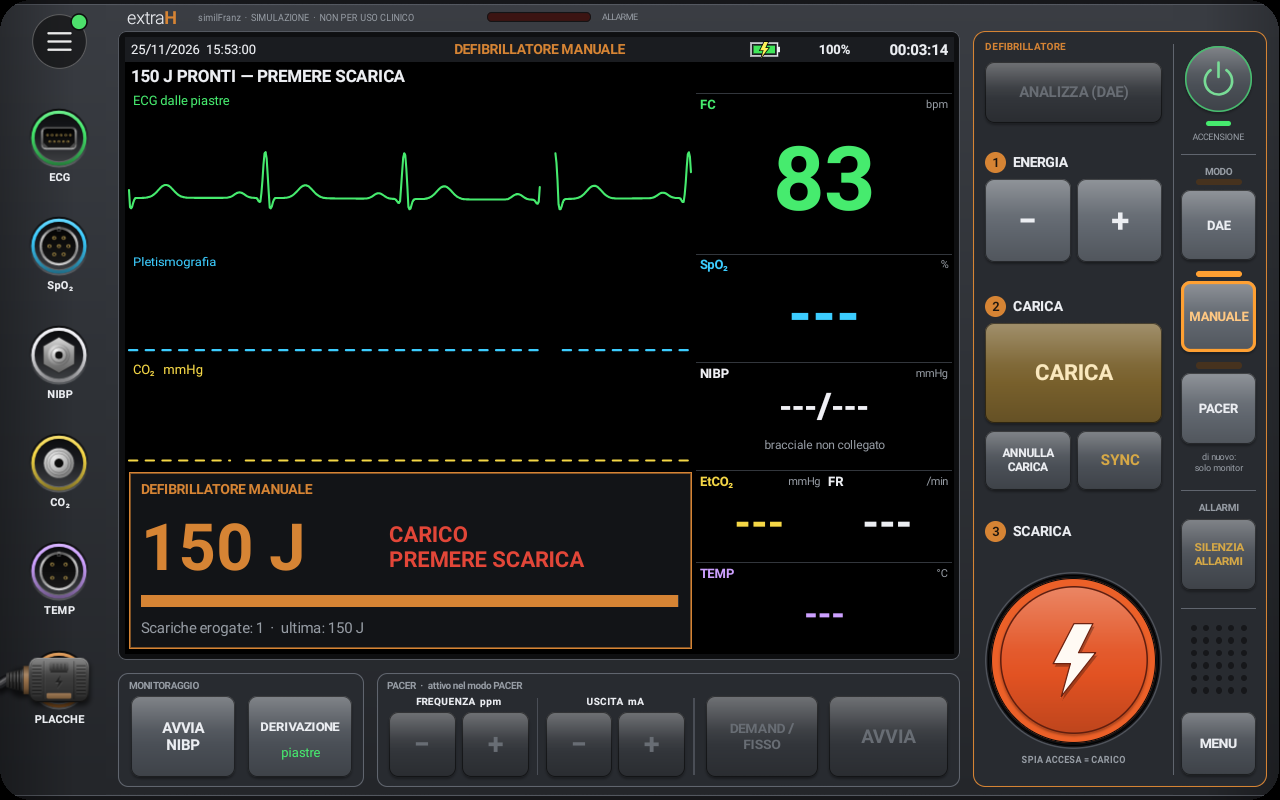 extraH similFranz · SIMULAZIONE · NON PER USO CLINICO ALLARME
25/11/2026 15:53:00 DEFIBRILLATORE MANUALE 100% 00:03:14
150 J PRONTI — PREMERE SCARICA
ECG dalle piastre
FC bpm
83
Pletismografia
SpO₂ %
---
CO₂ mmHg
NIBP mmHg
---/---
bracciale non collegato
EtCO₂ mmHg FR /min
--- ---
TEMP °C
---
DEFIBRILLATORE MANUALE
150 J
CARICO
PREMERE SCARICA
Scariche erogate: 1 · ultima: 150 J
ECG
SpO₂
NIBP
CO₂
TEMP
PLACCHE
MONITORAGGIO
AVVIA
NIBP
DERIVAZIONE
piastre
PACER · attivo nel modo PACER
FREQUENZA ppm
− +
USCITA mA
− +
DEMAND /
FISSO
AVVIA
DEFIBRILLATORE
ANALIZZA (DAE)
1 ENERGIA
− +
2 CARICA
CARICA
ANNULLA
CARICA
SYNC
3 SCARICA
SPIA ACCESA = CARICO
ACCENSIONE
MODO
DAE
MANUALE
PACER
di nuovo:
solo monitor
ALLARMI
SILENZIA
ALLARMI
MENU